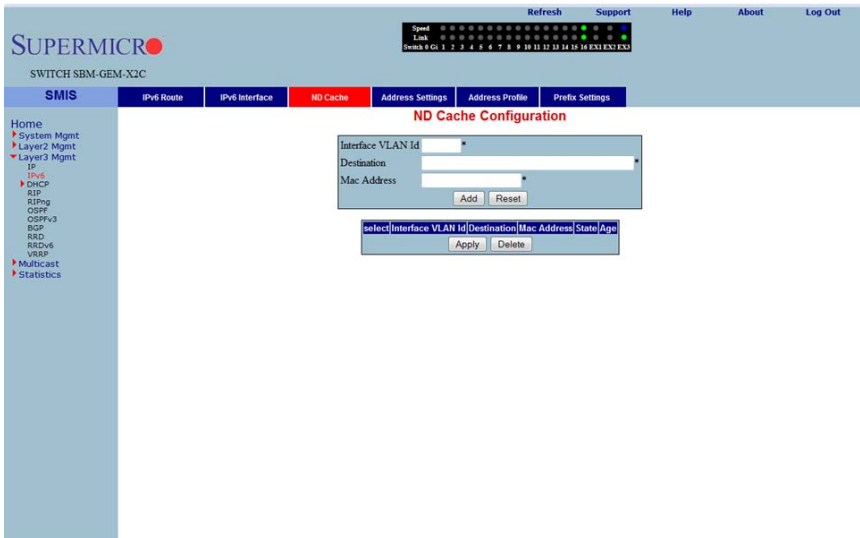 Refresh Support Help About Log Out
SUPERMICRO
Speed
Link
Switch 0 Gi 1 2 3 4 5 6 7 8 9 10 11 12 13 14 15 16 EX1 EX2 EX3
SWITCH SBM-GEM-X2C
SMIS
IPv6 Route IPv6 Interface ND Cache Address Settings Address Profile Prefix Settings
Home
System Mgmt
Layer2 Mgmt
Layer3 Mgmt
IP
IPv6
DHCP
RIP
RIPng
OSPF
OSPFv3
BGP
RRD
RRDv6
VRRP
Multicast
Statistics
ND Cache Configuration
Interface VLAN Id *
Destination *
Mac Address *
Add Reset
select Interface VLAN Id Destination Mac Address State Age
Apply Delete